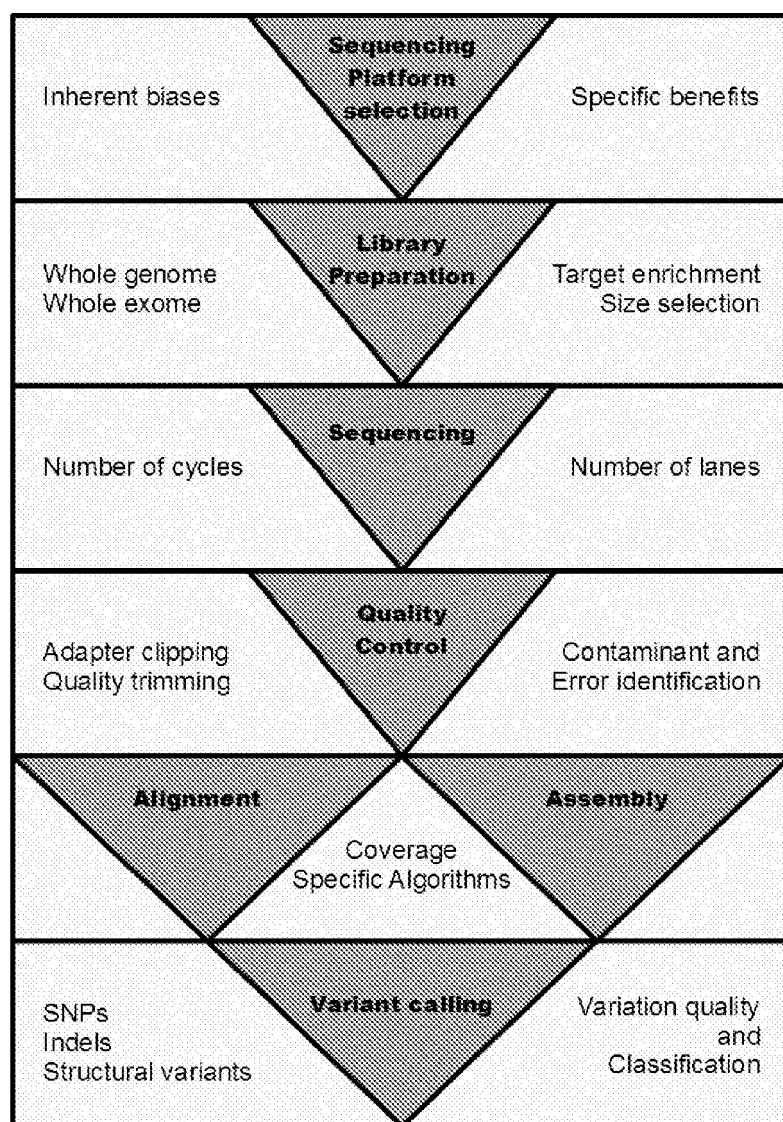 Sequencing
Platform
selection
Inherent biases
Specific benefits
Library
Preparation
Whole genome
Whole exome
Target enrichment
Size selection
Sequencing
Number of cycles
Number of lanes
Quality
Control
Adapter clipping
Quality trimming
Contaminant and
Error identification
Alignment
Assembly
Coverage
Specific Algorithms
Variant calling
SNPs
Indels
Structural variants
Variation quality
and
Classification